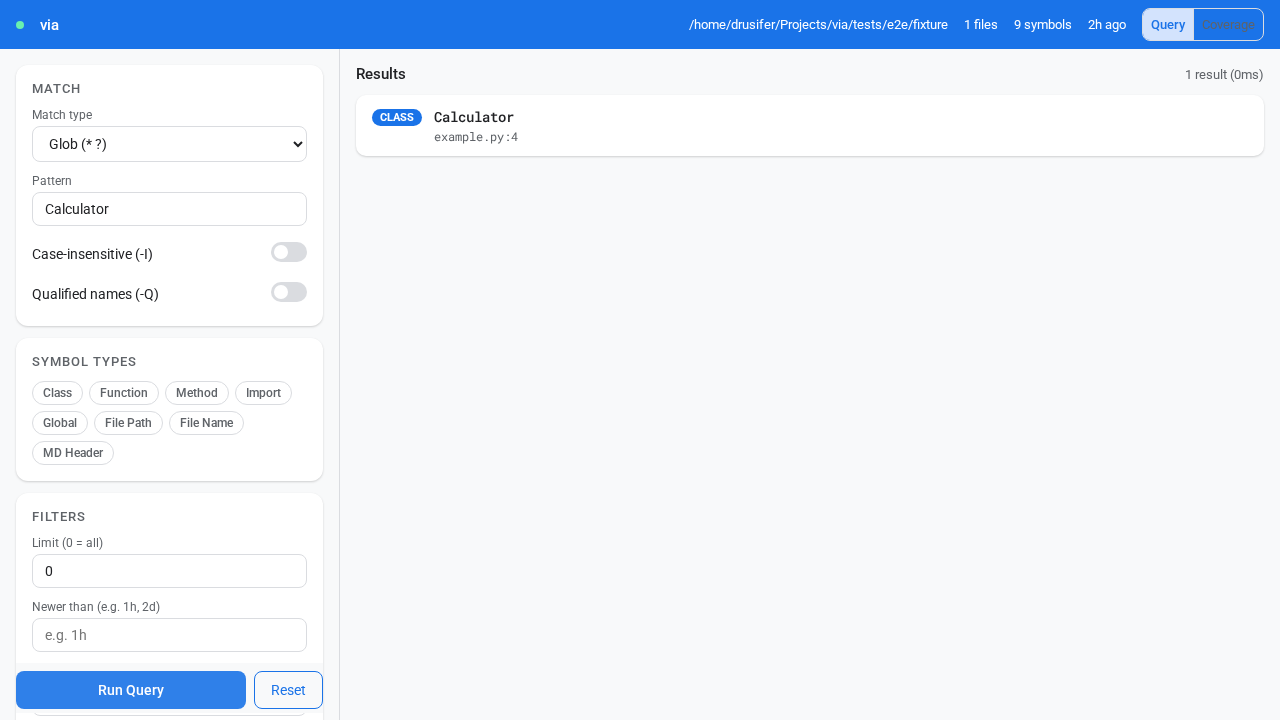 via
/home/drusifer/Projects/via/tests/e2e/fixture 1 files 9 symbols 2h ago Query Coverage
MATCH
Match type
Glob (* ?)
Pattern
Calculator
Case-insensitive (-I)
Qualified names (-Q)
SYMBOL TYPES
Class Function Method Import
Global File Path File Name
MD Header
FILTERS
Limit (0 = all)
0
Newer than (e.g. 1h, 2d)
e.g. 1h
Run Query Reset
Results 1 result (0ms)
CLASS Calculator
example.py:4